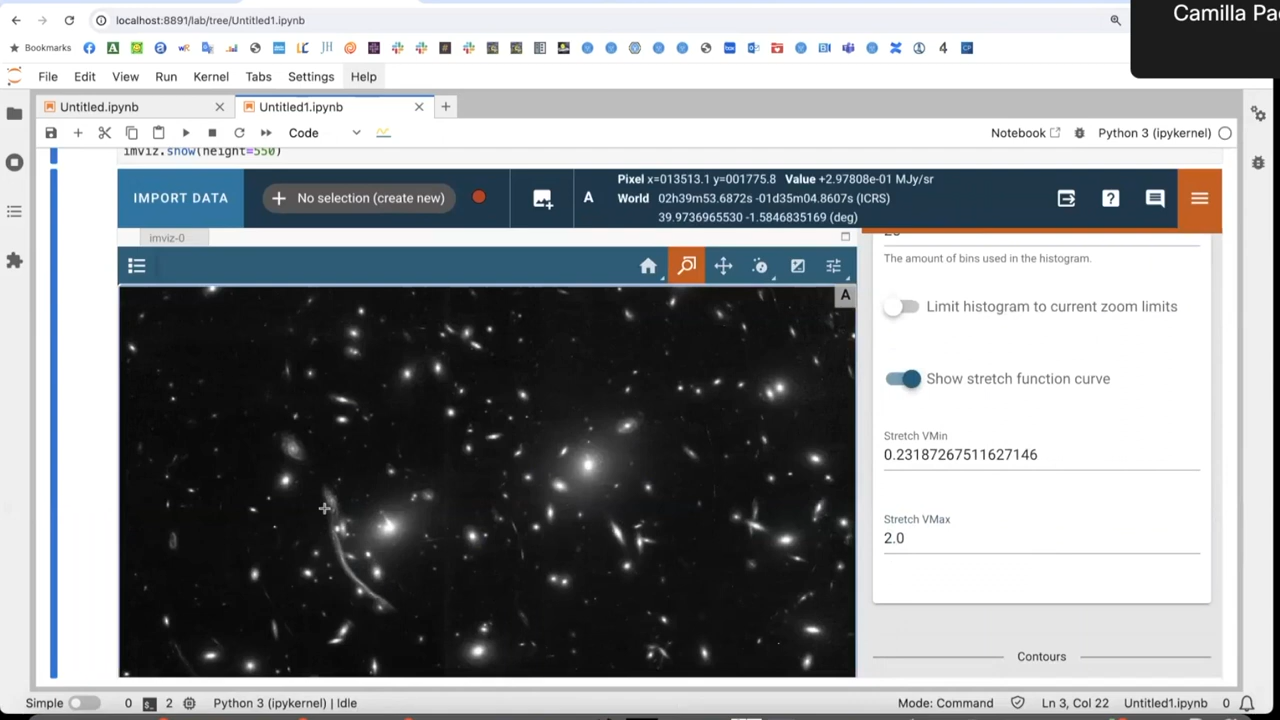 localhost:8891/lab/tree/Untitled1.ipynb
Camilla Pa
Bookmarks
File Edit View Run Kernel Tabs Settings Help
Untitled.ipynb
Untitled1.ipynb
Code
Notebook
Python 3 (ipykernel)
imviz.show(height=550)
IMPORT DATA
No selection (create new)
A
Pixel x=013513.1 y=001775.8 Value +2.97808e-01 MJy/sr
World 02h39m53.6872s -01d35m04.8607s (ICRS)
39.9736965530 -1.5846835169 (deg)
imviz-0
A
The amount of bins used in the histogram.
Limit histogram to current zoom limits
Show stretch function curve
Stretch VMin
0.23187267511627146
Stretch VMax
2.0
Contours
Simple 0 2 Python 3 (ipykernel) | Idle
Mode: Command Ln 3, Col 22 Untitled1.ipynb 0